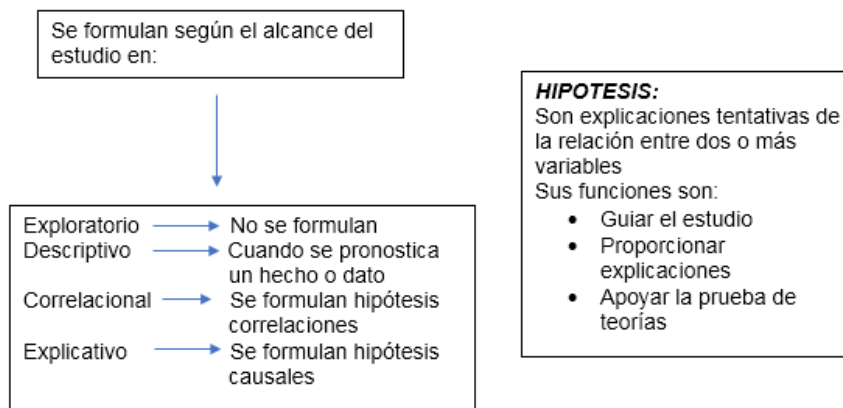 Se formulan según el alcance del
estudio en:
HIPOTESIS:
Son explicaciones tentativas de
la relación entre dos o más
variables
Sus funciones son:
• Guiar el estudio
• Proporcionar
explicaciones
• Apoyar la prueba de
teorías
Exploratorio No se formulan
Descriptivo Cuando se pronostica
un hecho o dato
Correlacional Se formulan hipótesis
correlaciones
Explicativo Se formulan hipótesis
causales